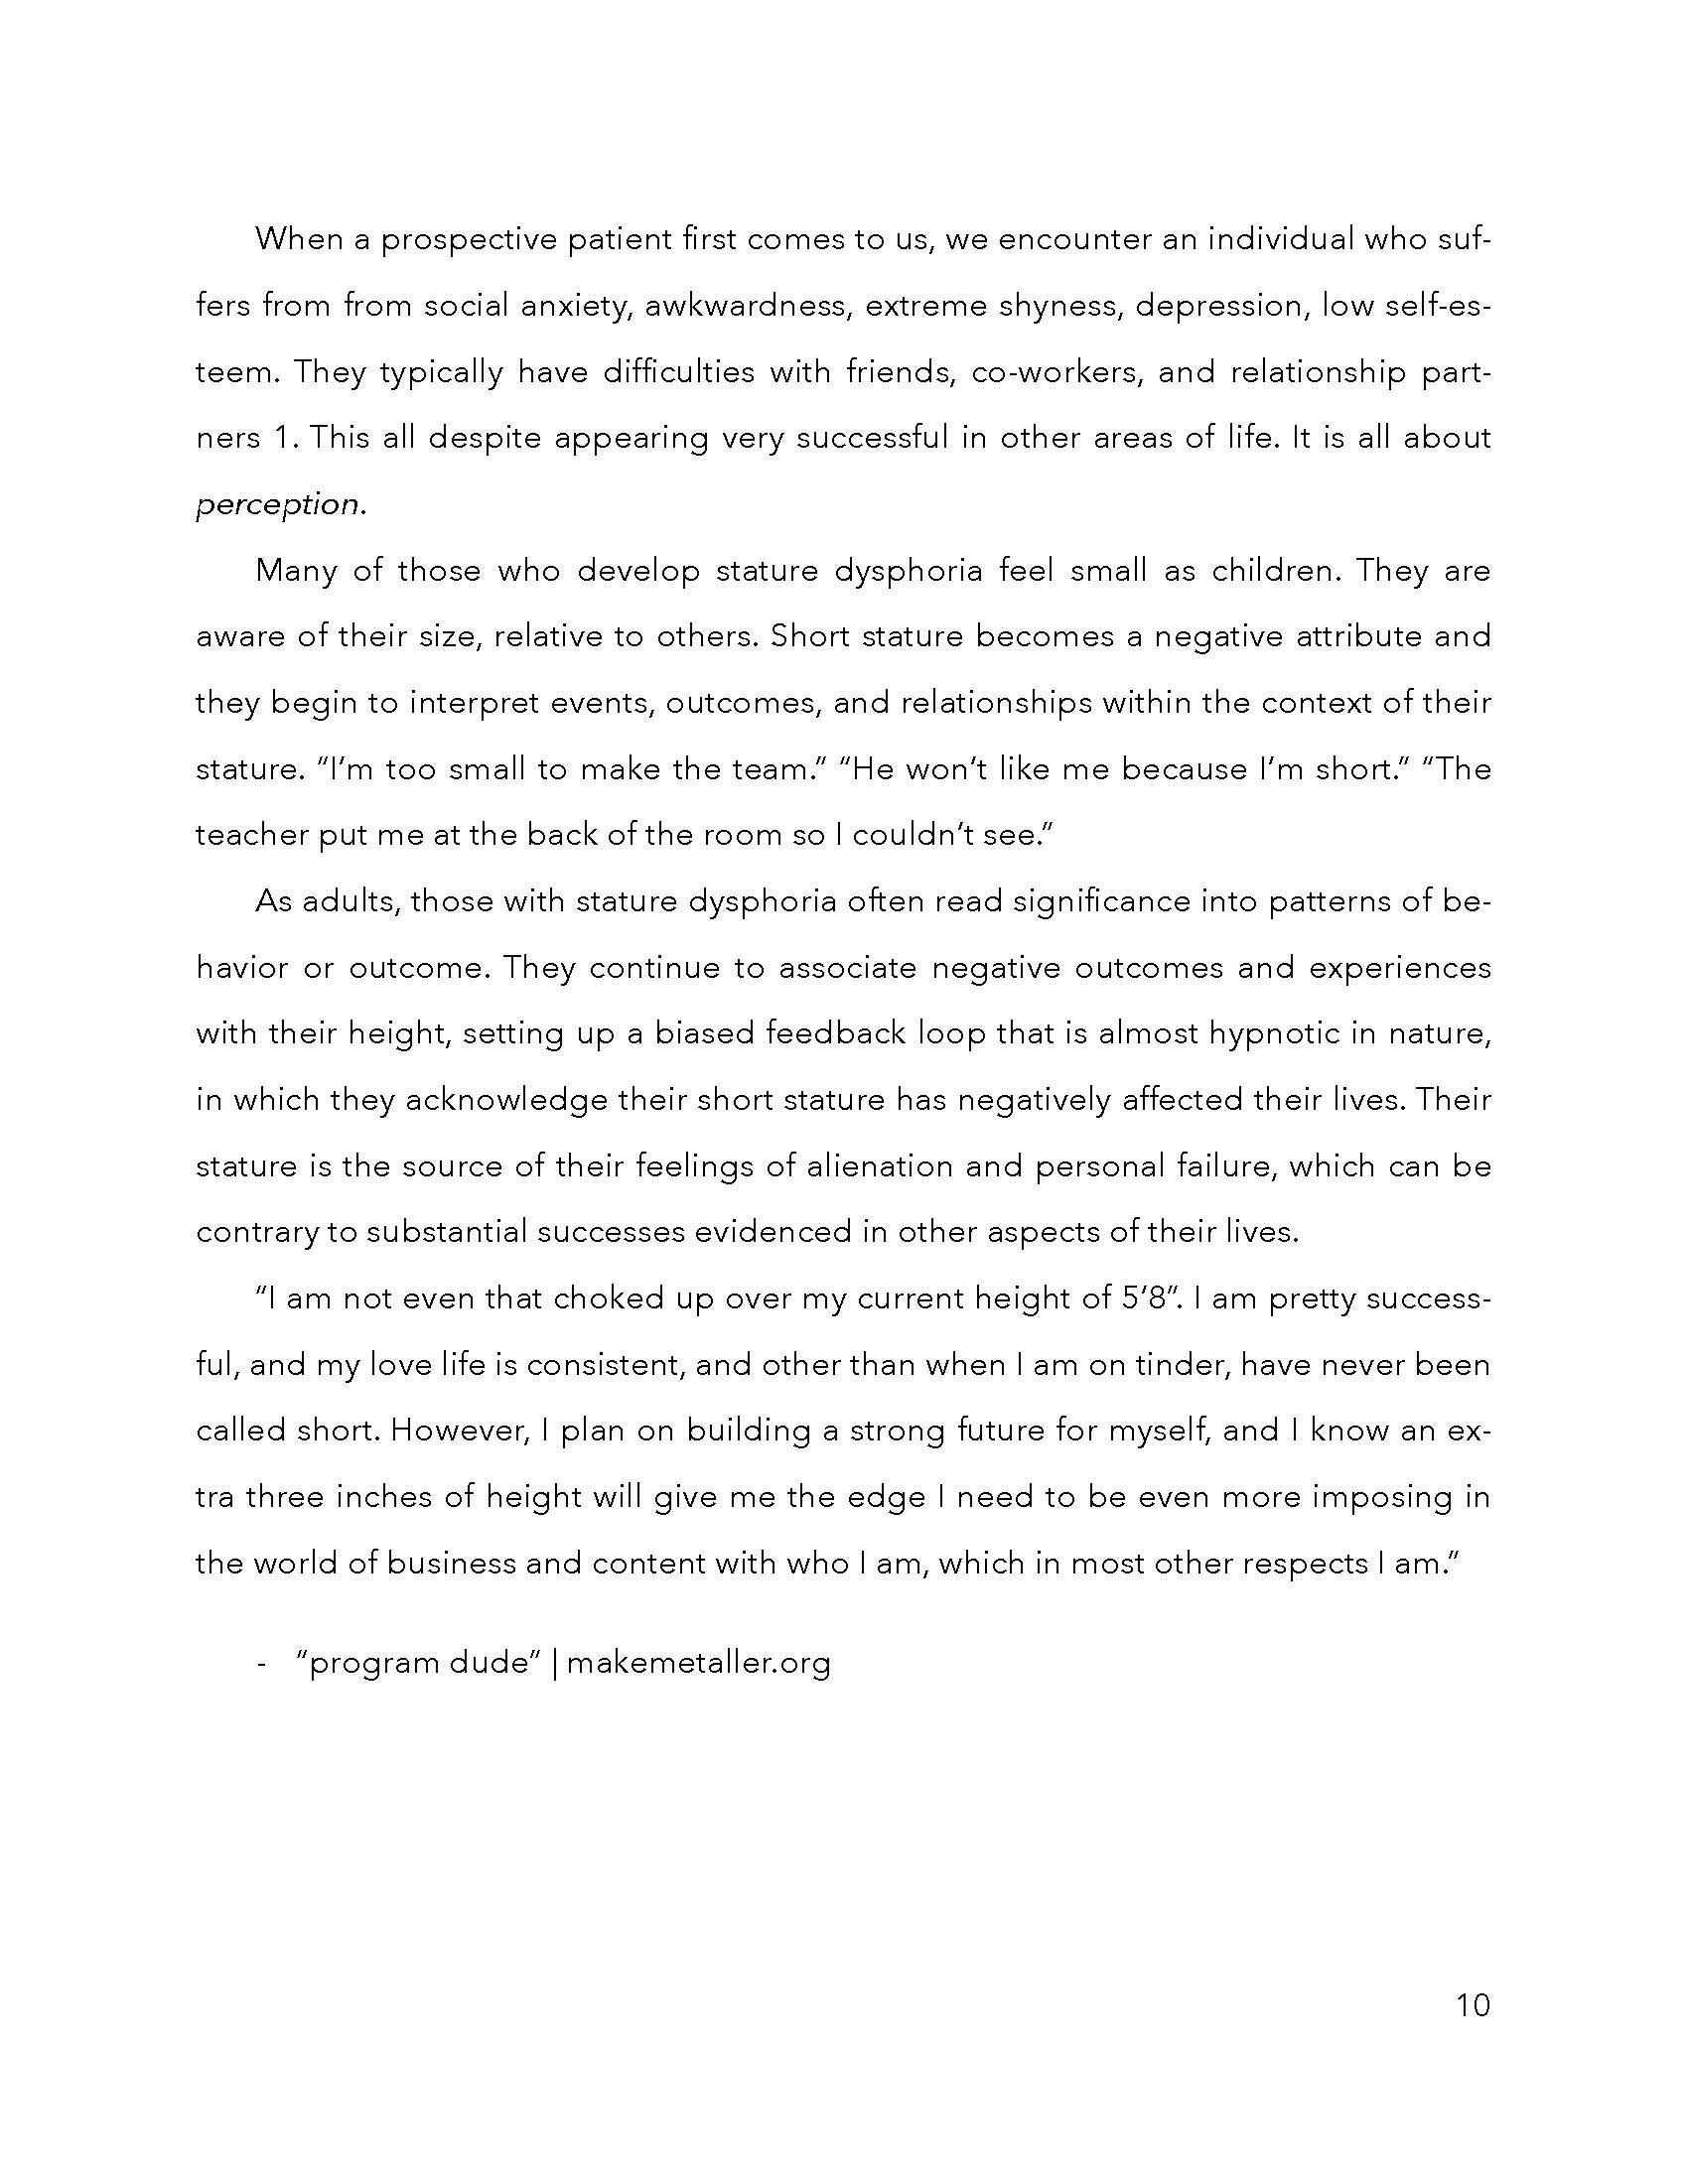 When a prospective patient first comes to us, we encounter an individual who suf-
fers from from social anxiety, awkwardness, extreme shyness, depression, low self-es-
teem. They typically have difficulties with friends, co-workers, and relationship part-
ners 1. This all despite appearing very successful in other areas of life. It is all about
perception.
Many of those who develop stature dysphoria feel small as children. They are
aware of their size, relative to others. Short stature becomes a negative attribute and
they begin to interpret events, outcomes, and relationships within the context of their
stature. “I’m too small to make the team.” “He won’t like me because I’m short.” “The
teacher put me at the back of the room so I couldn’t see.”
As adults, those with stature dysphoria often read significance into patterns of be-
havior or outcome. They continue to associate negative outcomes and experiences
with their height, setting up a biased feedback loop that is almost hypnotic in nature,
in which they acknowledge their short stature has negatively affected their lives. Their
stature is the source of their feelings of alienation and personal failure, which can be
contrary to substantial successes evidenced in other aspects of their lives.
“I am not even that choked up over my current height of 5’8”. I am pretty success-
ful, and my love life is consistent, and other than when I am on tinder, have never been
called short. However, I plan on building a strong future for myself, and I know an ex-
tra three inches of height will give me the edge I need to be even more imposing in
the world of business and content with who I am, which in most other respects I am.”
- “program dude” | makemetaller.org
10